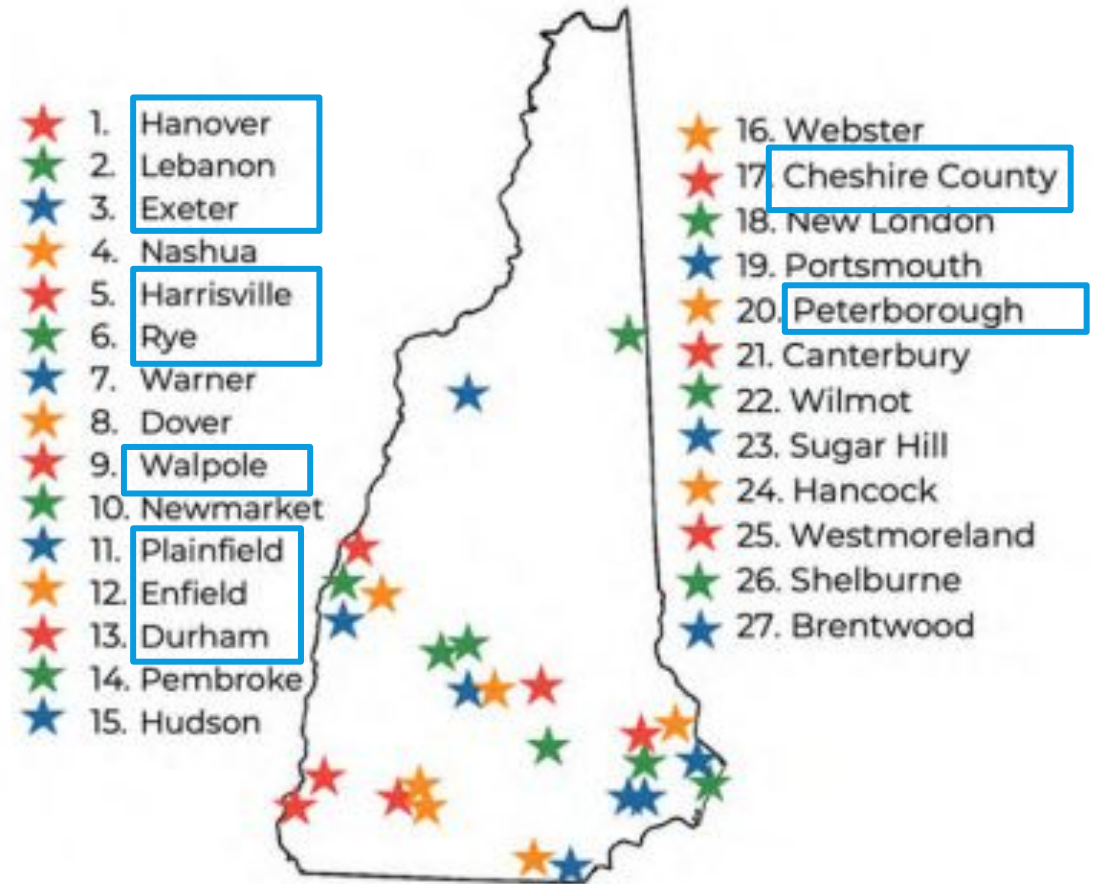 1. Hanover
2. Lebanon
3. Exeter
4. Nashua
5. Harrisville
6. Rye
7. Warner
8. Dover
9. Walpole
10. Newmarket
11. Plainfield
12. Enfield
13. Durham
14. Pembroke
15. Hudson
16. Webster
17. Cheshire County
18. New London
19. Portsmouth
20. Peterborough
21. Canterbury
22. Wilmot
23. Sugar Hill
24. Hancock
25. Westmoreland
26. Shelburne
27. Brentwood